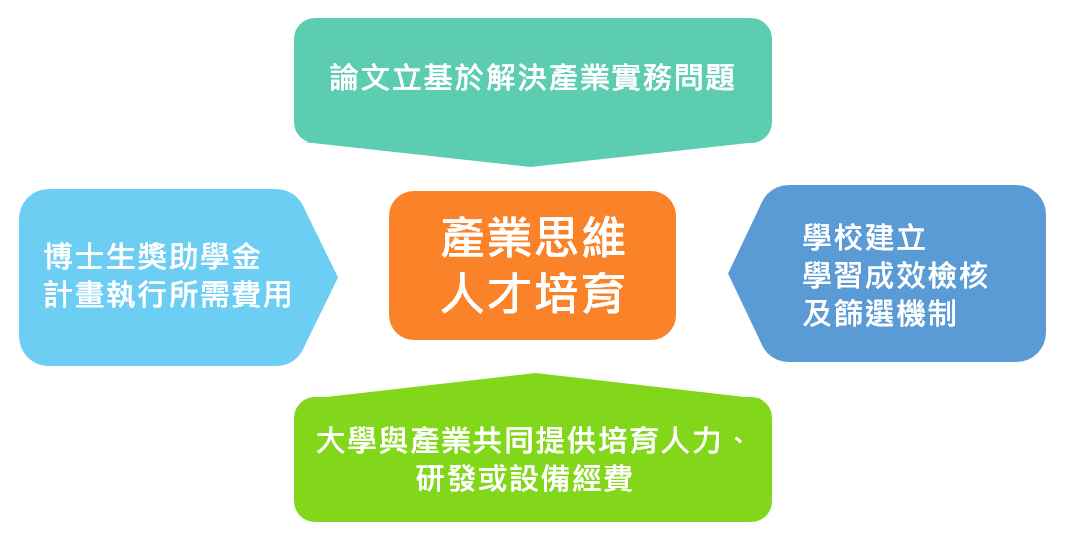 論文立基於解決產業實務問題
博士生獎助學金
計畫執行所需費用
產業思維
人才培育
學校建立
學習成效檢核
及篩選機制
大學與產業共同提供培育人力、
研發或設備經費